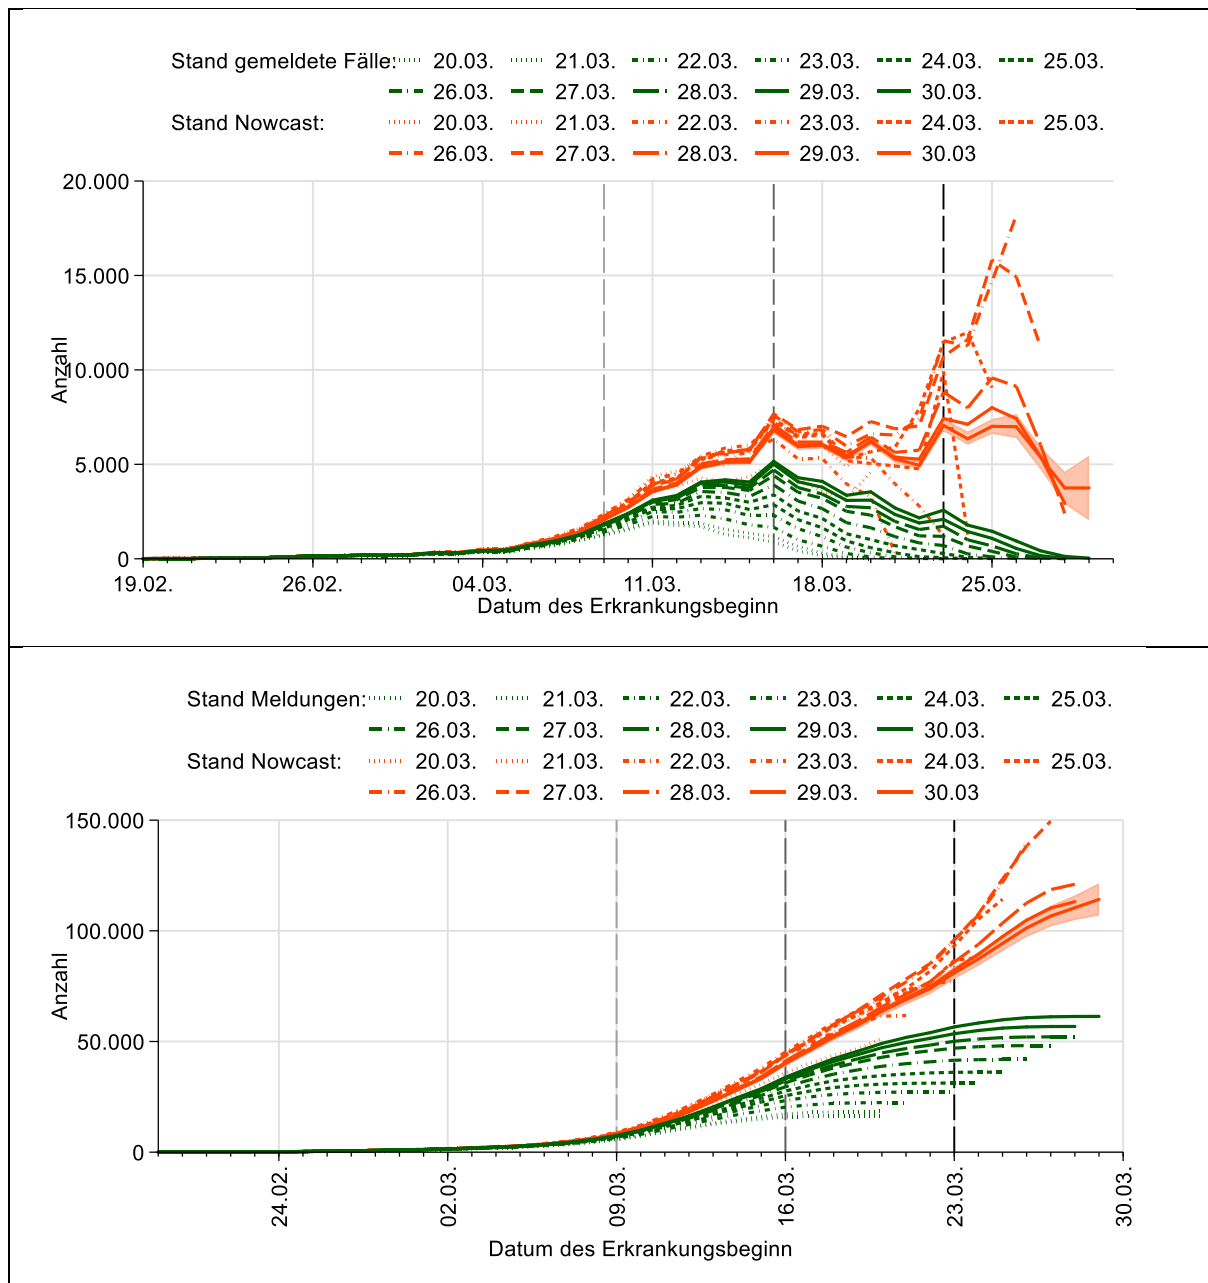 Stand gemeldete Fälle: 20.03. 21.03. 22.03. 23.03. 24.03. 25.03.
26.03. 27.03. 28.03. 29.03. 30.03.
Stand Nowcast: 20.03. 21.03. 22.03. 23.03. 24.03. 25.03.
26.03. 27.03. 28.03. 29.03. 30.03
20.000
15.000
10.000
5.000
0
Anzahl
19.02. 26.02. 04.03. 11.03. 18.03. 25.03.
Datum des Erkrankungsbeginn
Stand Meldungen: 20.03. 21.03. 22.03. 23.03. 24.03. 25.03.
26.03. 27.03. 28.03. 29.03. 30.03.
Stand Nowcast: 20.03. 21.03. 22.03. 23.03. 24.03. 25.03.
26.03. 27.03. 28.03. 29.03. 30.03
150.000
100.000
50.000
0
Anzahl
24.02. 02.03. 09.03. 16.03. 23.03. 30.03.
Datum des Erkrankungsbeginn